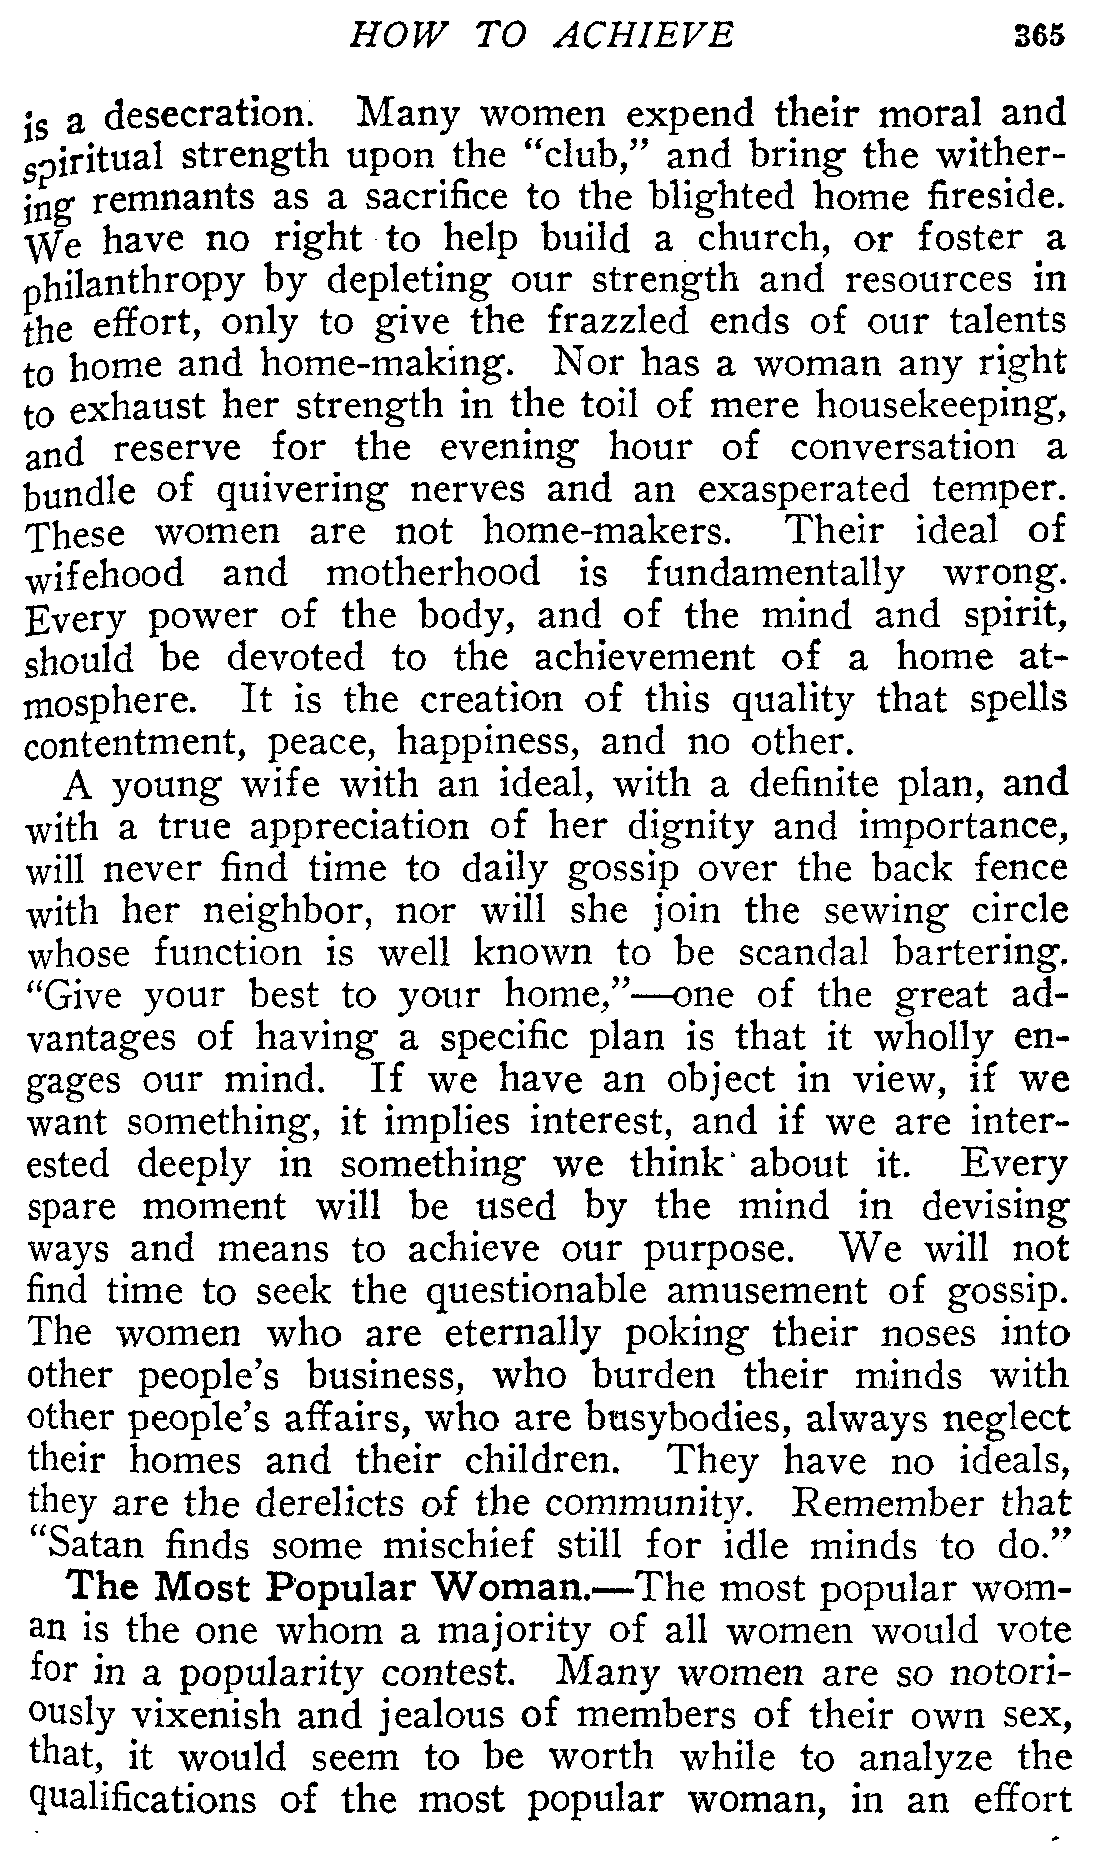 HOW TO ACHIEVE 365
is a desecration. Many women expend their moral and
spiritual strength upon the “club,” and bring the wither-
ing remnants as a sacrifice to the blighted home fireside.
We have no right to help build a church, or foster a
philanthropy by depleting our strength and resources in
the effort, only to give the frazzled ends of our talents
to home and home-making. Nor has a woman any right
to exhaust her strength in the toil of mere housekeeping,
and reserve for the evening hour of conversation a
bundle of quivering nerves and an exasperated temper.
These women are not home-makers. Their ideal of
wifehood and motherhood is fundamentally wrong.
Every power of the body, and of the mind and spirit,
should be devoted to the achievement of a home at-
mosphere. It is the creation of this quality that spells
contentment, peace, happiness, and no other.
A young wife with an ideal, with a definite plan, and
with a true appreciation of her dignity and importance,
will never find time to daily gossip over the back fence
with her neighbor, nor will she join the sewing circle
whose function is well known to be scandal bartering.
“Give your best to your home,”—one of the great ad-
vantages of having a specific plan is that it wholly en-
gages our mind. If we have an object in view, if we
want something, it implies interest, and if we are inter-
ested deeply in something we think about it. Every
spare moment will be used by the mind in devising
ways and means to achieve our purpose. We will not
find time to seek the questionable amusement of gossip.
The women who are eternally poking their noses into
other people’s business, who burden their minds with
other people’s affairs, who are busybodies, always neglect
their homes and their children. They have no ideals,
they are the derelicts of the community. Remember that
“Satan finds some mischief still for idle minds to do.”
The Most Popular Woman.—The most popular wom-
an is the one whom a majority of all women would vote
for in a popularity contest. Many women are so notori-
ously vixenish and jealous of members of their own sex,
that, it would seem to be worth while to analyze the
qualifications of the most popular woman, in an effort